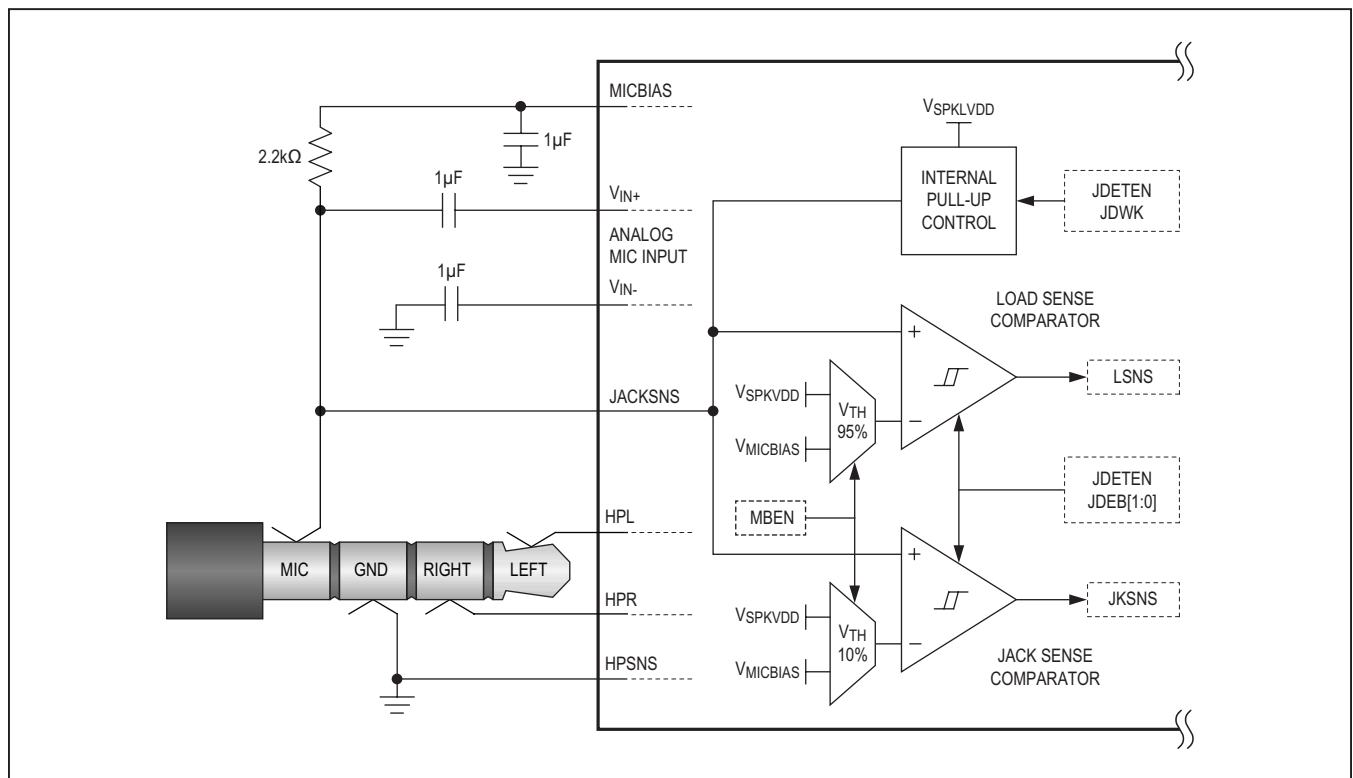 MICBIAS
1µF
2.2kΩ
1µF
VIN+
ANALOG
MIC INPUT
1µF
VIN-
JACKSNS
VSPKLVDD
INTERNAL
PULL-UP
CONTROL
JDETEN
JDWK
LOAD SENSE
COMPARATOR
+
−
LSNS
VSPKVDD
VTH
95%
VMICBIAS
MBEN
JDETEN
JDEB[1:0]
+
−
JKSNS
VSPKVDD
VTH
10%
VMICBIAS
JACK SENSE
COMPARATOR
HPL
MIC
GND
RIGHT
LEFT
HPR
HPSNS